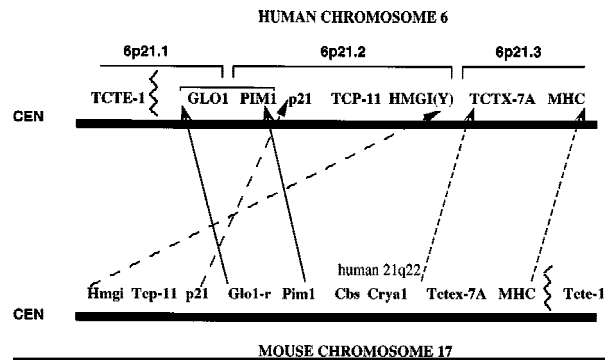 HUMAN CHROMOSOME 6
6p21.1 6p21.2 6p21.3
TCTE-1 GLO1 PIM1 p21 TCP-11 HMGI(Y) TCTX-7A MHC
CEN
human 21q22
Hmgi Tcp-11 p21 Glo1-r Pim1 Cbs Crya1 Tctex-7A MHC Tcte-1
CEN
MOUSE CHROMOSOME 17